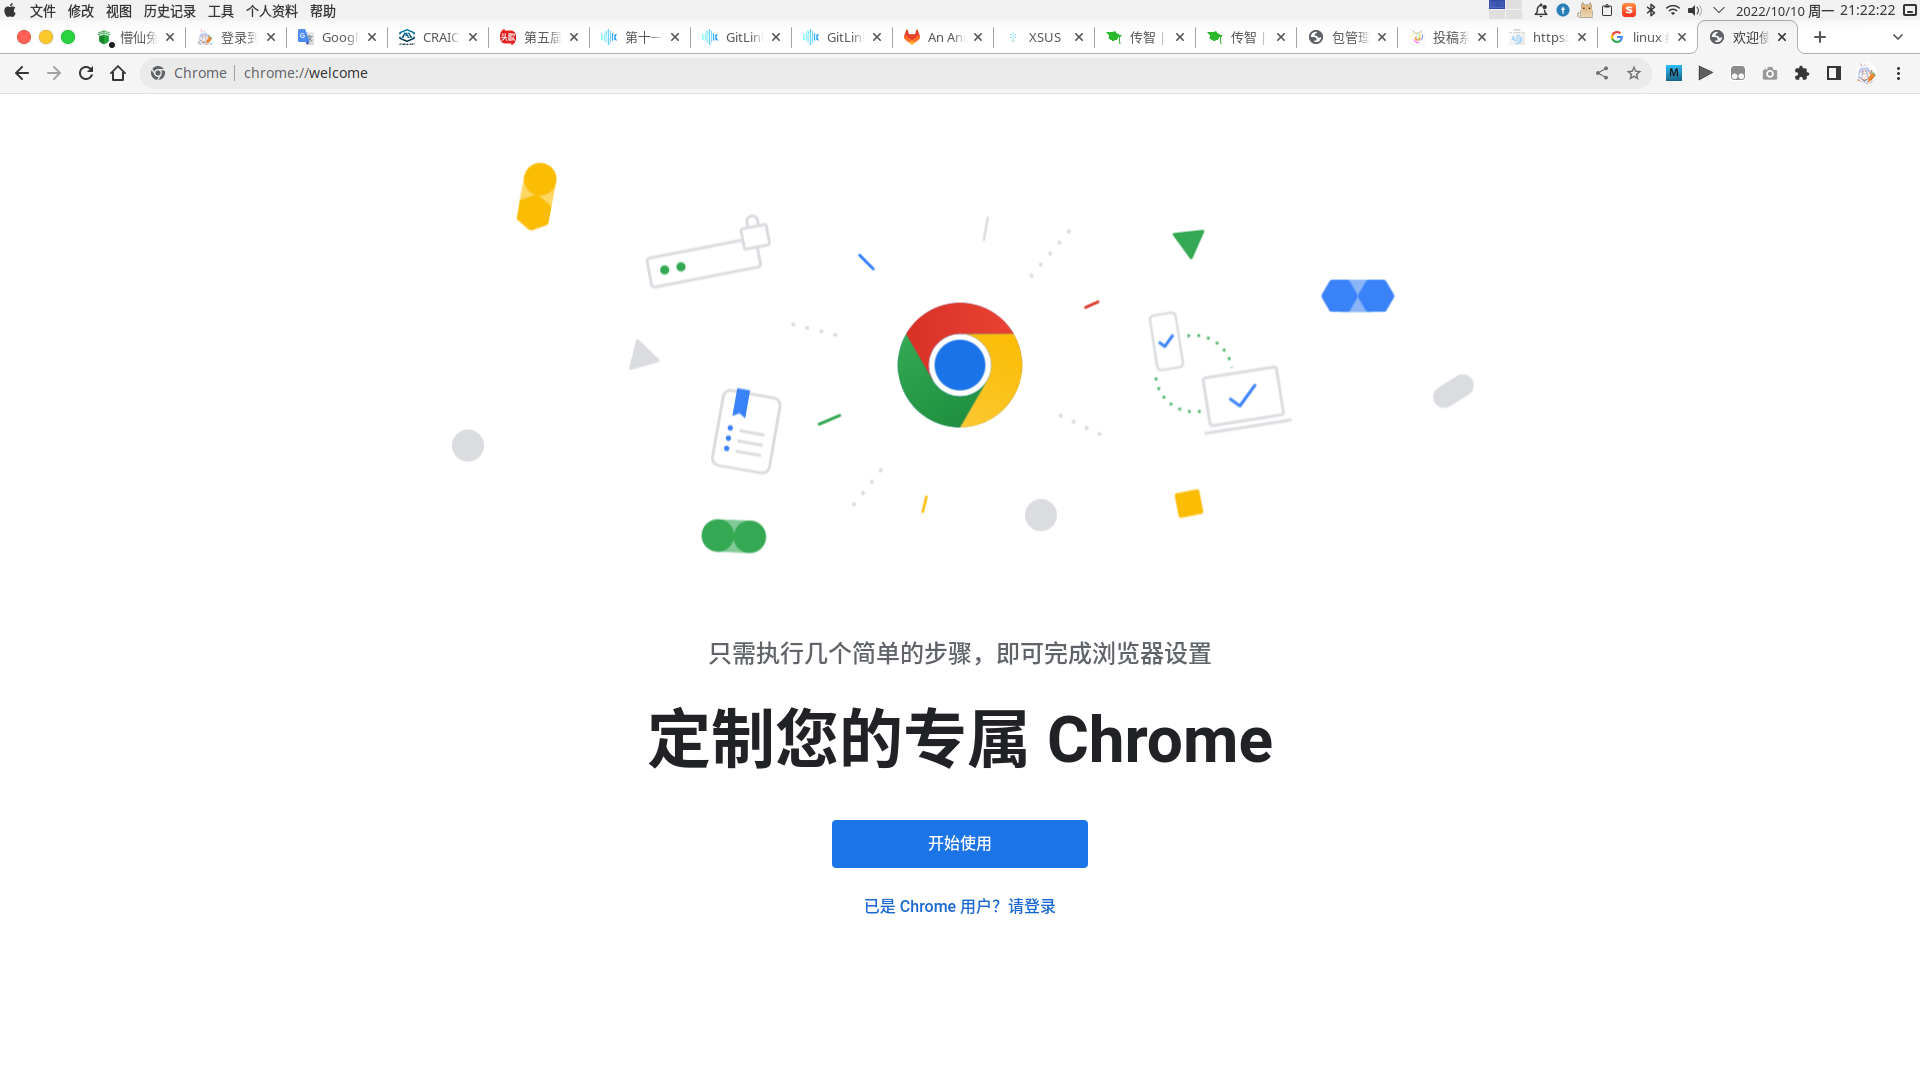 文件 修改 视图 历史记录 工具 个人资料 帮助
2022/10/10 周一 21:22:22
懵仙兔
登录到
Googl
CRAIC
第五届
第十一
GitLin
GitLin
An An
XSUS
传智 |
传智 |
包管理
投稿系
https:
linux
欢迎使
Chrome | chrome://welcome
只需执行几个简单的步骤，即可完成浏览器设置
定制您的专属 Chrome
开始使用
已是 Chrome 用户？请登录